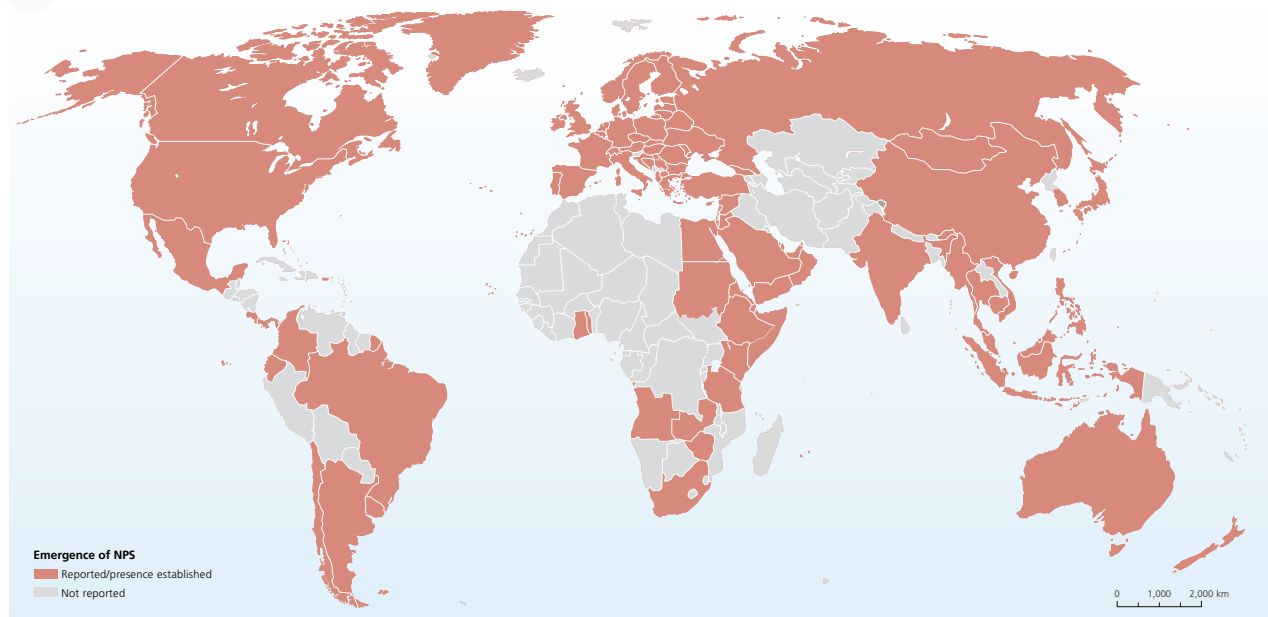 Emergence of NPS
Reported/presence established
Not reported
0 1,000 2,000 km